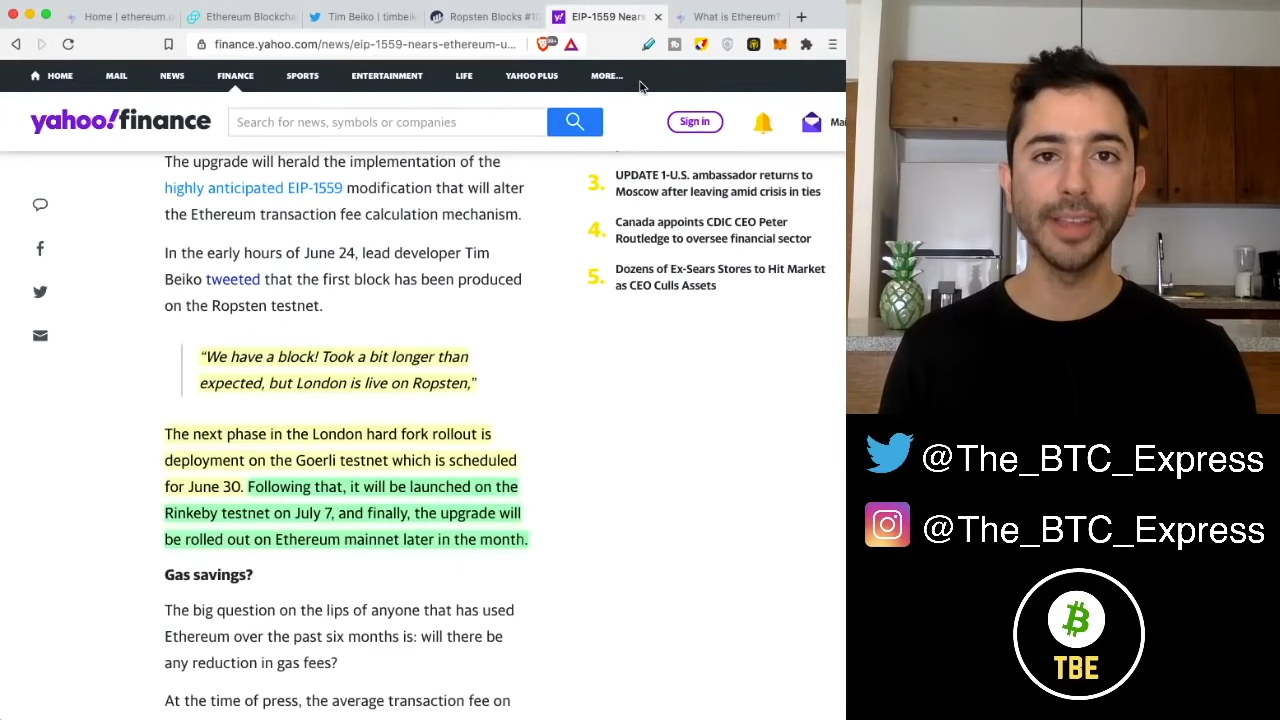 Home | ethereum.o
Ethereum Blockcha
Tim Beiko | timbeik
Ropsten Blocks #10
EIP-1559 Nears
What is Ethereum?
finance.yahoo.com/news/eip-1559-nears-ethereum-u...
99+
HOME
MAIL
NEWS
FINANCE
SPORTS
ENTERTAINMENT
LIFE
YAHOO PLUS
MORE...
yahoo!finance
Search for news, symbols or companies
Sign in
Mai
The upgrade will herald the implementation of the
highly anticipated EIP-1559 modification that will alter
the Ethereum transaction fee calculation mechanism.
In the early hours of June 24, lead developer Tim
Beiko tweeted that the first block has been produced
on the Ropsten testnet.
“We have a block! Took a bit longer than
expected, but London is live on Ropsten,”
The next phase in the London hard fork rollout is
deployment on the Goerli testnet which is scheduled
for June 30. Following that, it will be launched on the
Rinkeby testnet on July 7, and finally, the upgrade will
be rolled out on Ethereum mainnet later in the month.
Gas savings?
The big question on the lips of anyone that has used
Ethereum over the past six months is: will there be
any reduction in gas fees?
At the time of press, the average transaction fee on
3. UPDATE 1-U.S. ambassador returns to
Moscow after leaving amid crisis in ties
4. Canada appoints CDIC CEO Peter
Routledge to oversee financial sector
5. Dozens of Ex-Sears Stores to Hit Market
as CEO Culls Assets
@The_BTC_Express
@The_BTC_Express
TBE